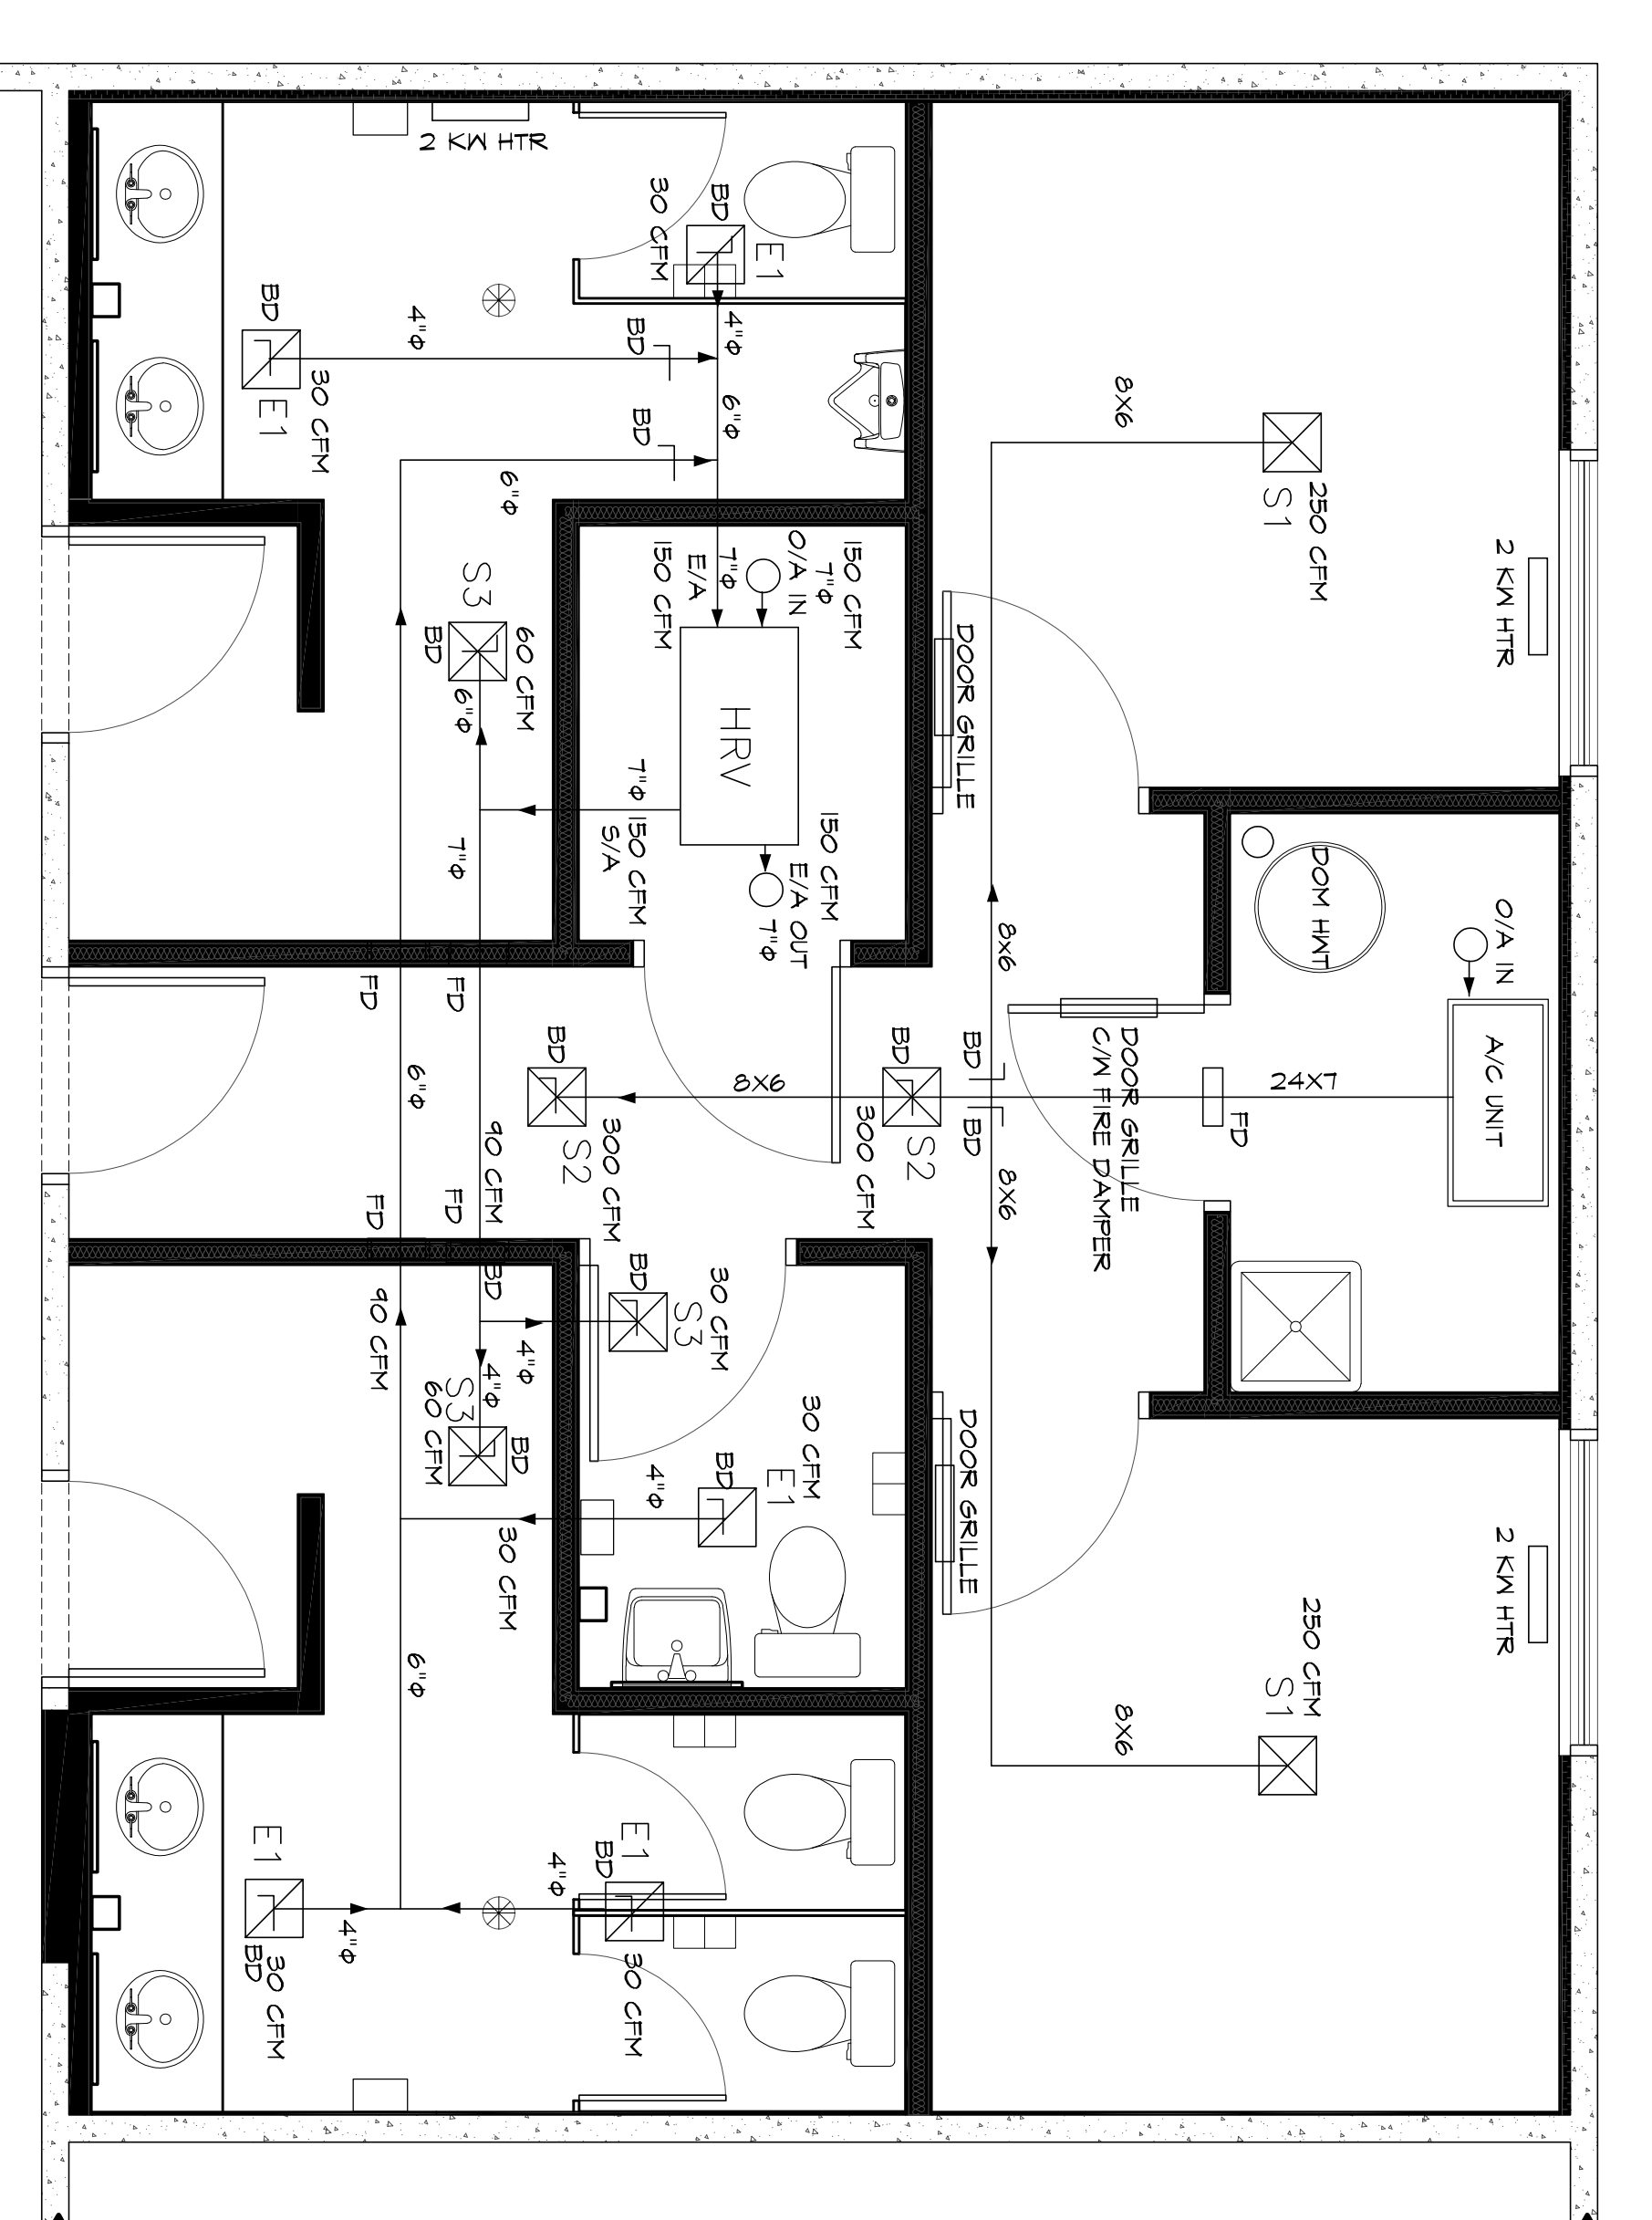 2 KW HTR
30 CFM
BD
E1
BD
4"ø
BD
4"ø
30 CFM
E1
BD
6"ø
6"ø
8X6
S1
250 CFM
2 KW HTR
S3
60 CFM
BD
6"ø
150 CFM
E/A
7"ø
O/A IN
7"ø
150 CFM
HRV
DOOR GRILLE
7"ø
7"ø
150 CFM
S/A
150 CFM
E/A OUT
7"ø
DOM HWT
O/A IN
A/C UNIT
8X6
FD
FD
6"ø
90 CFM
FD
FD
BD
S2
300 CFM
8X6
BD
S2
300 CFM
BD
BD
8X6
DOOR GRILLE
C/W FIRE DAMPER
24X7
FD
BD
90 CFM
BD
S3
30 CFM
4"ø
4"ø
S3
60 CFM
BD
30 CFM
BD
E1
4"ø
30 CFM
DOOR GRILLE
2 KW HTR
250 CFM
S1
8X6
6"ø
E1
BD
30 CFM
4"ø
4"ø
E1
BD
30 CFM